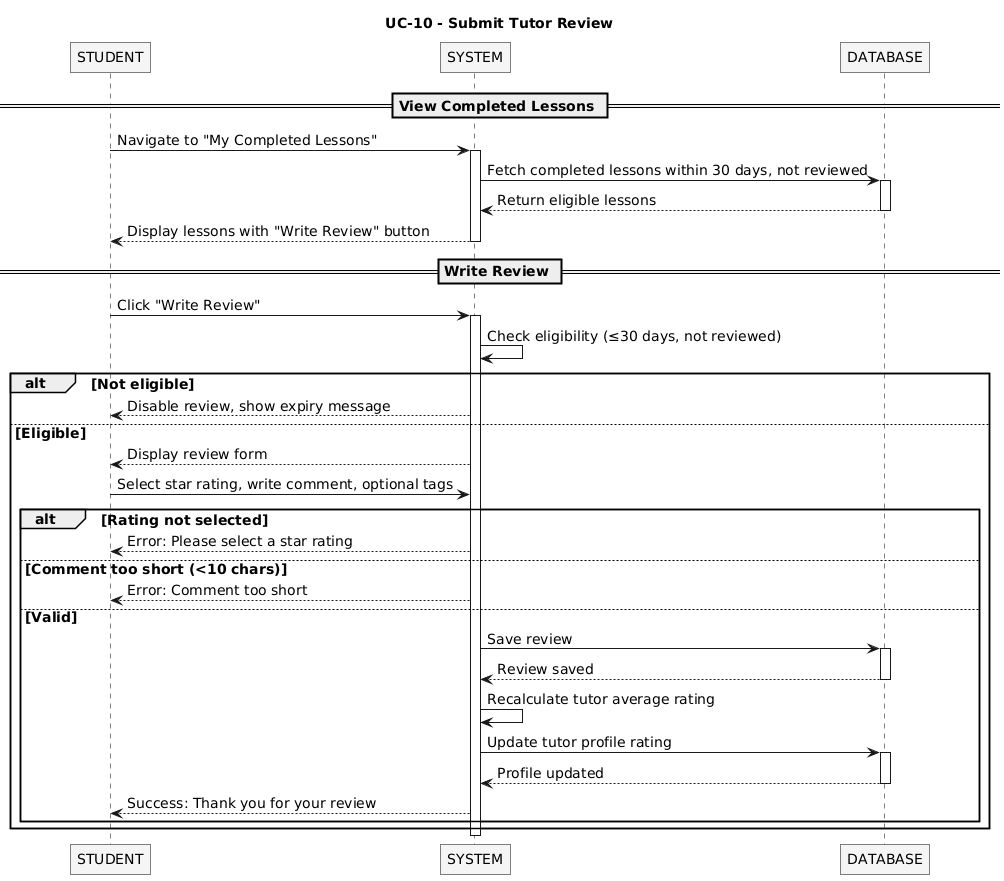 UC-10 - Submit Tutor Review
STUDENT
SYSTEM
DATABASE
View Completed Lessons
Navigate to "My Completed Lessons"
Fetch completed lessons within 30 days, not reviewed
Return eligible lessons
Display lessons with "Write Review" button
Write Review
Click "Write Review"
Check eligibility (≤30 days, not reviewed)
alt
[Not eligible]
Disable review, show expiry message
[Eligible]
Display review form
Select star rating, write comment, optional tags
alt
[Rating not selected]
Error: Please select a star rating
[Comment too short (<10 chars)]
Error: Comment too short
[Valid]
Save review
Review saved
Recalculate tutor average rating
Update tutor profile rating
Profile updated
Success: Thank you for your review
STUDENT
SYSTEM
DATABASE